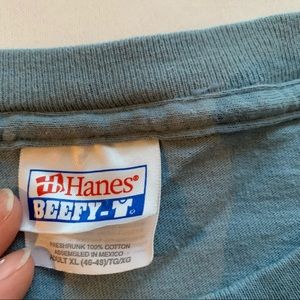 Hanes®
BEEFY-T®
PRESHRUNK 100% COTTON
ASSEMBLED IN MEXICO
ADULT XL (46-48)/TG/XG